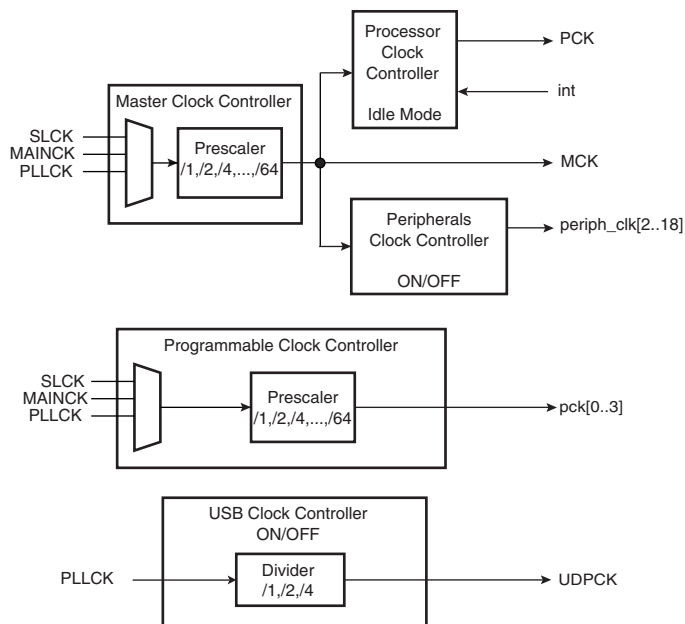 Processor
Clock
Controller
Idle Mode
PCK
int
Master Clock Controller
SLCK
MAINCK
PLLCK
Prescaler
/1,/2,/4,...,/64
MCK
Peripherals
Clock Controller
ON/OFF
periph_clk[2..18]
Programmable Clock Controller
SLCK
MAINCK
PLLCK
Prescaler
/1,/2,/4,...,/64
pck[0..3]
USB Clock Controller
ON/OFF
PLLCK
Divider
/1,/2,/4
UDPCK